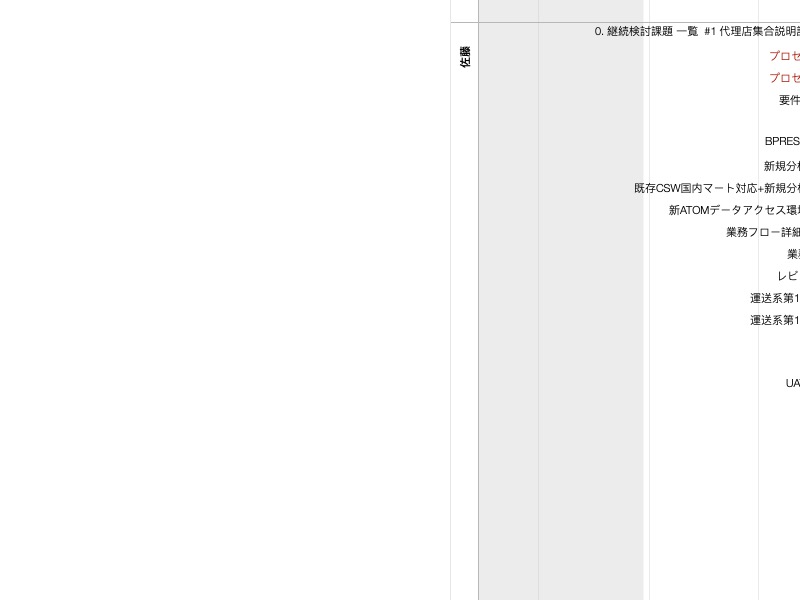 0. 継続検討課題 一覧  #1 代理店集合説明
佐藤
プロセ
プロセ
要件
BPRES
新規分析
既存CSW国内マート対応+新規分析
新ATOMデータアクセス環境
業務フロー詳細
業務
レビ
運送系第1
運送系第1
UA